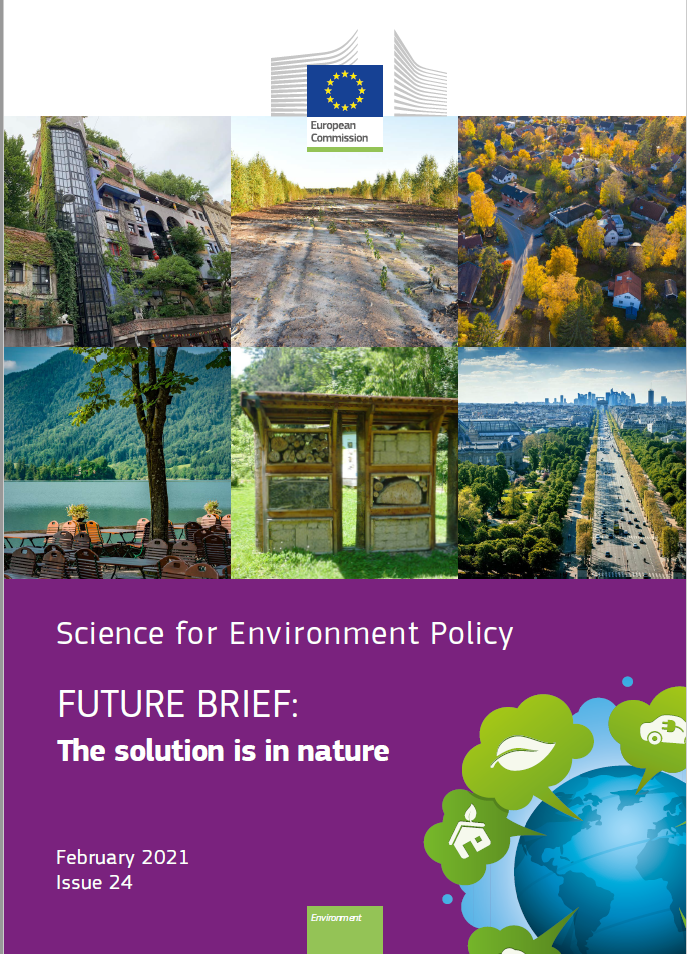 European
Commission
Science for Environment Policy
FUTURE BRIEF:
The solution is in nature
February 2021
Issue 24
Environment